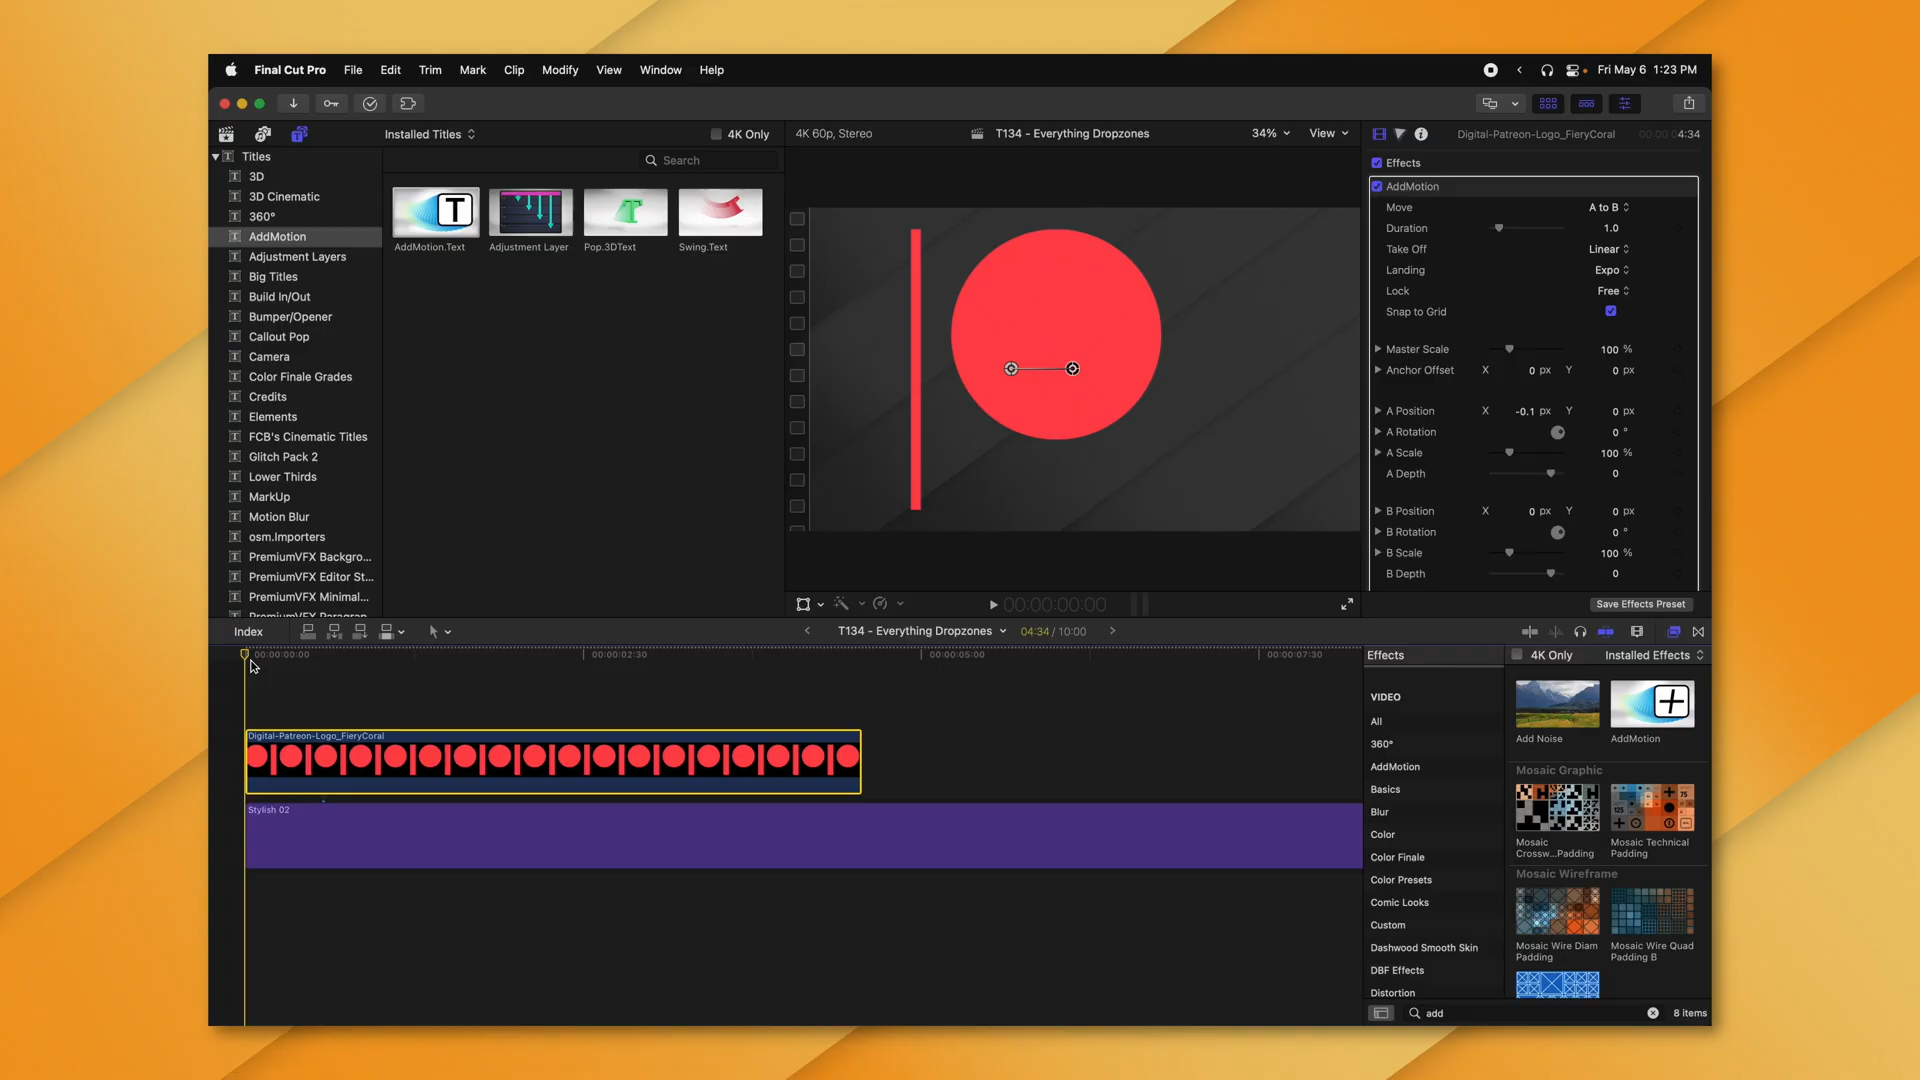 Final Cut Pro File Edit Trim Mark Clip Modify View Window Help
Fri May 6 1:23 PM
Installed Titles
4K Only
Search
Titles
3D
3D Cinematic
360°
AddMotion
Adjustment Layers
Big Titles
Build In/Out
Bumper/Opener
Callout Pop
Camera
Color Finale Grades
Credits
Elements
FCB's Cinematic Titles
Glitch Pack 2
Lower Thirds
MarkUp
Motion Blur
osm.Importers
PremiumVFX Backgro...
PremiumVFX Editor St...
PremiumVFX Minimal...
PremiumVFX Paragrap
T
AddMotion.Text
Adjustment Layer
Pop.3DText
Swing.Text
4K 60p, Stereo
T134 - Everything Dropzones
34%
View
00:00:00:00
Digital-Patreon-Logo_FieryCoral
00:00:04:34
Effects
AddMotion
Move A to B
Duration 1.0
Take Off Linear
Landing Expo
Lock Free
Snap to Grid
Master Scale 100 %
Anchor Offset X 0 px Y 0 px
A Position X -0.1 px Y 0 px
A Rotation 0 °
A Scale 100 %
A Depth 0
B Position X 0 px Y 0 px
B Rotation 0 °
B Scale 100 %
B Depth 0
Save Effects Preset
Index
T134 - Everything Dropzones
04:34 / 10:00
00:00:00:00
00:00:02:30
00:00:05:00
00:00:07:30
Digital-Patreon-Logo_FieryCoral
Stylish 02
Effects
4K Only
Installed Effects
VIDEO
All
360°
AddMotion
Basics
Blur
Color
Color Finale
Color Presets
Comic Looks
Custom
Dashwood Smooth Skin
DBF Effects
Distortion
Add Noise
AddMotion
Mosaic Graphic
Mosaic
Crossw...Padding
Mosaic Technical
Padding
Mosaic Wireframe
Mosaic Wire Diam
Padding
Mosaic Wire Quad
Padding B
add
8 items